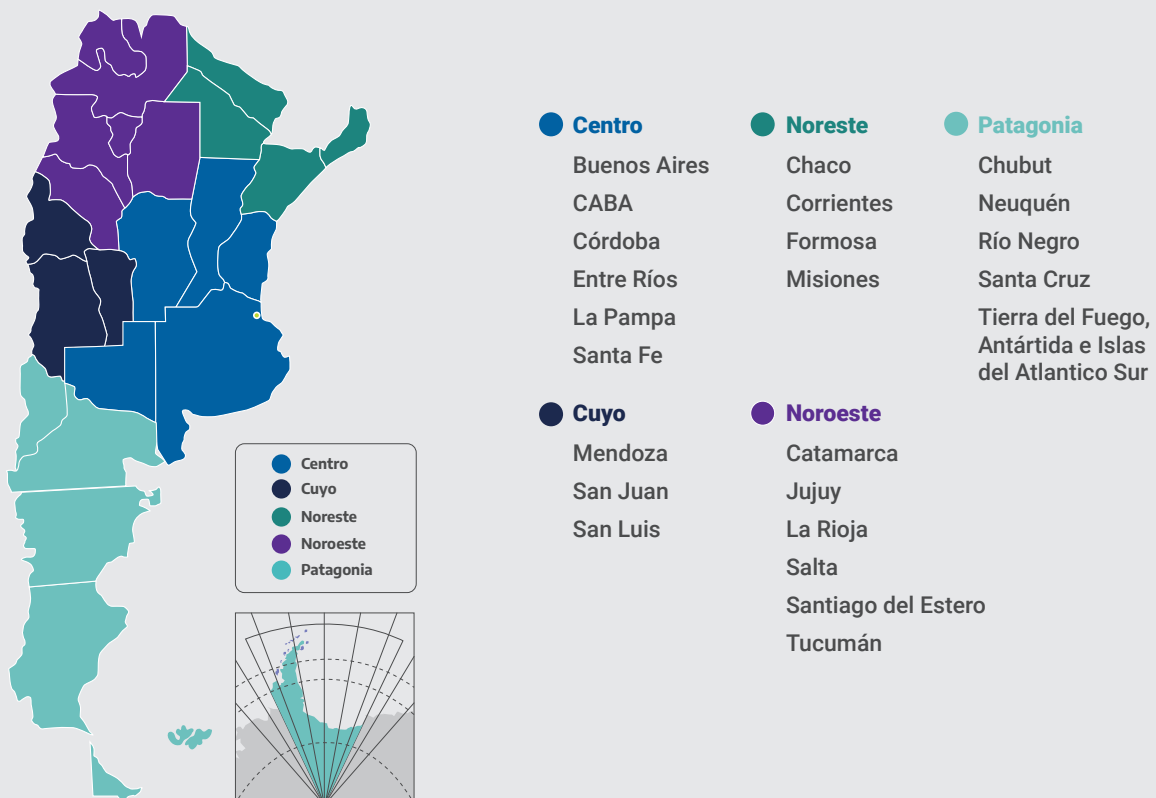 Centro
Buenos Aires
CABA
Córdoba
Entre Ríos
La Pampa
Santa Fe
Noreste
Chaco
Corrientes
Formosa
Misiones
Patagonia
Chubut
Neuquén
Río Negro
Santa Cruz
Tierra del Fuego,
Antártida e Islas
del Atlantico Sur
Cuyo
Mendoza
San Juan
San Luis
Noroeste
Catamarca
Jujuy
La Rioja
Salta
Santiago del Estero
Tucumán
Centro
Cuyo
Noreste
Noroeste
Patagonia